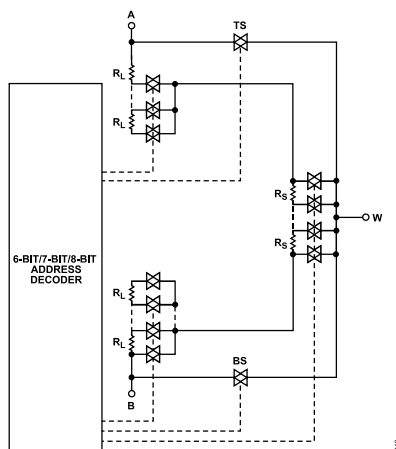 A
TS
RL
RL
RS
RS
W
6-BIT/7-BIT/8-BIT
ADDRESS
DECODER
RL
RL
BS
B